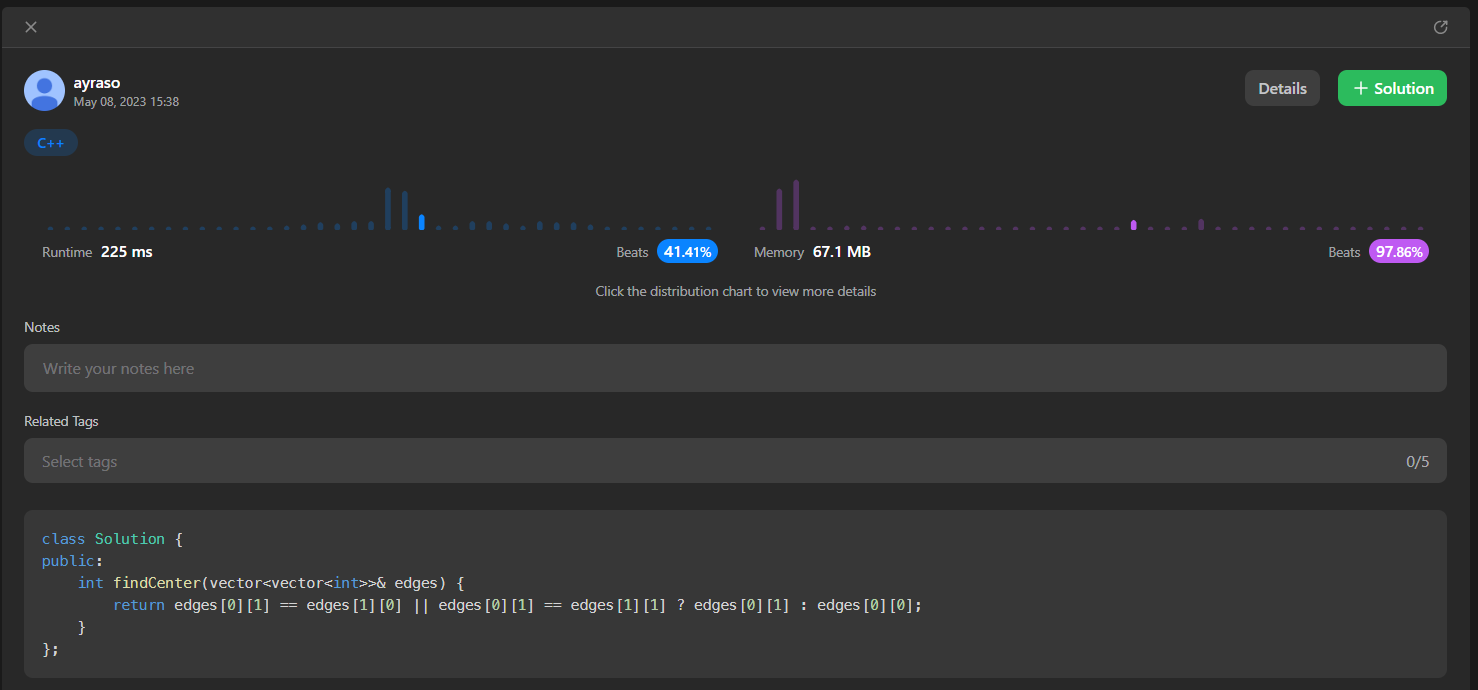 ayraso
May 08, 2023 15:38
Details
+ Solution
C++
Runtime 225 ms
Beats 41.41%
Memory 67.1 MB
Beats 97.86%
Click the distribution chart to view more details
Notes
Write your notes here
Related Tags
Select tags
0/5
class Solution {
public:
    int findCenter(vector<vector<int>>& edges) {
        return edges[0][1] == edges[1][0] || edges[0][1] == edges[1][1] ? edges[0][1] : edges[0][0];
    }
};